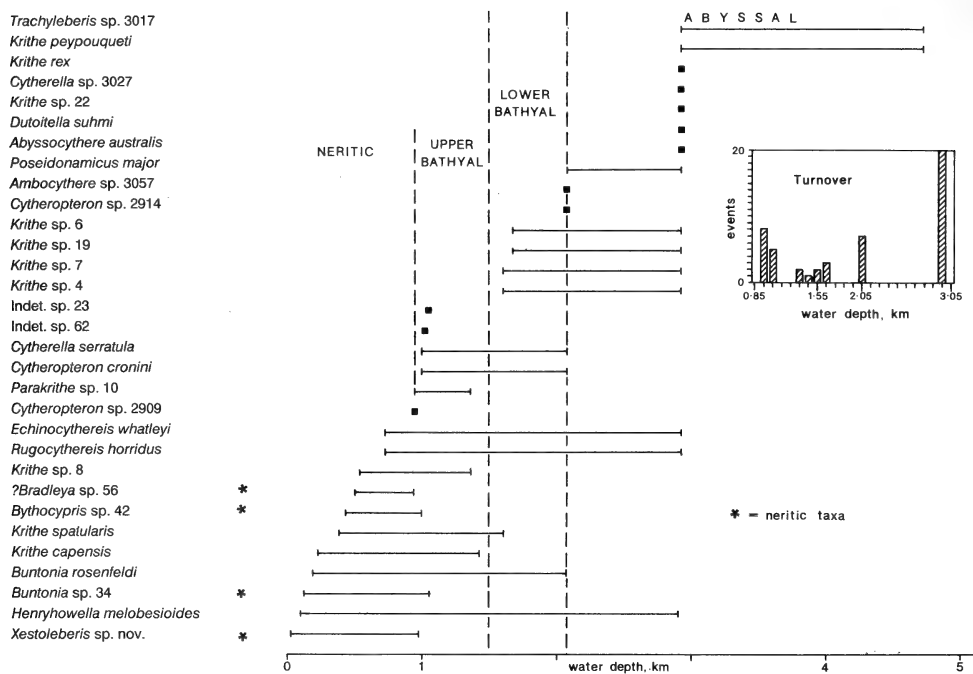 Trachyleberis sp. 3017
Krithe peypouqueti
Krithe rex
Cytherella sp. 3027
Krithe sp. 22
Dutoitella suhmi
Abyssocythere australis
Poseidonamicus major
Ambocythere sp. 3057
Cytheropteron sp. 2914
Krithe sp. 6
Krithe sp. 19
Krithe sp. 7
Krithe sp. 4
Indet. sp. 23
Indet. sp. 62
Cytherella serratula
Cytheropteron cronini
Parakrithe sp. 10
Cytheropteron sp. 2909
Echinocythereis whatleyi
Rugocythereis horridus
Krithe sp. 8
?Bradleya sp. 56 *
Bythocypris sp. 42 *
Krithe spatularis
Krithe capensis
Buntonia rosenfeldi
Buntonia sp. 34 *
Henryhowella melobesioides
Xestoleberis sp. nov. *
NERITIC
UPPER
BATHYAL
LOWER
BATHYAL
ABYSSAL
20
Turnover
events
0
0·85 1·55 2·05 3·05
water depth, km
* = neritic taxa
0 1 water depth, km 4 5